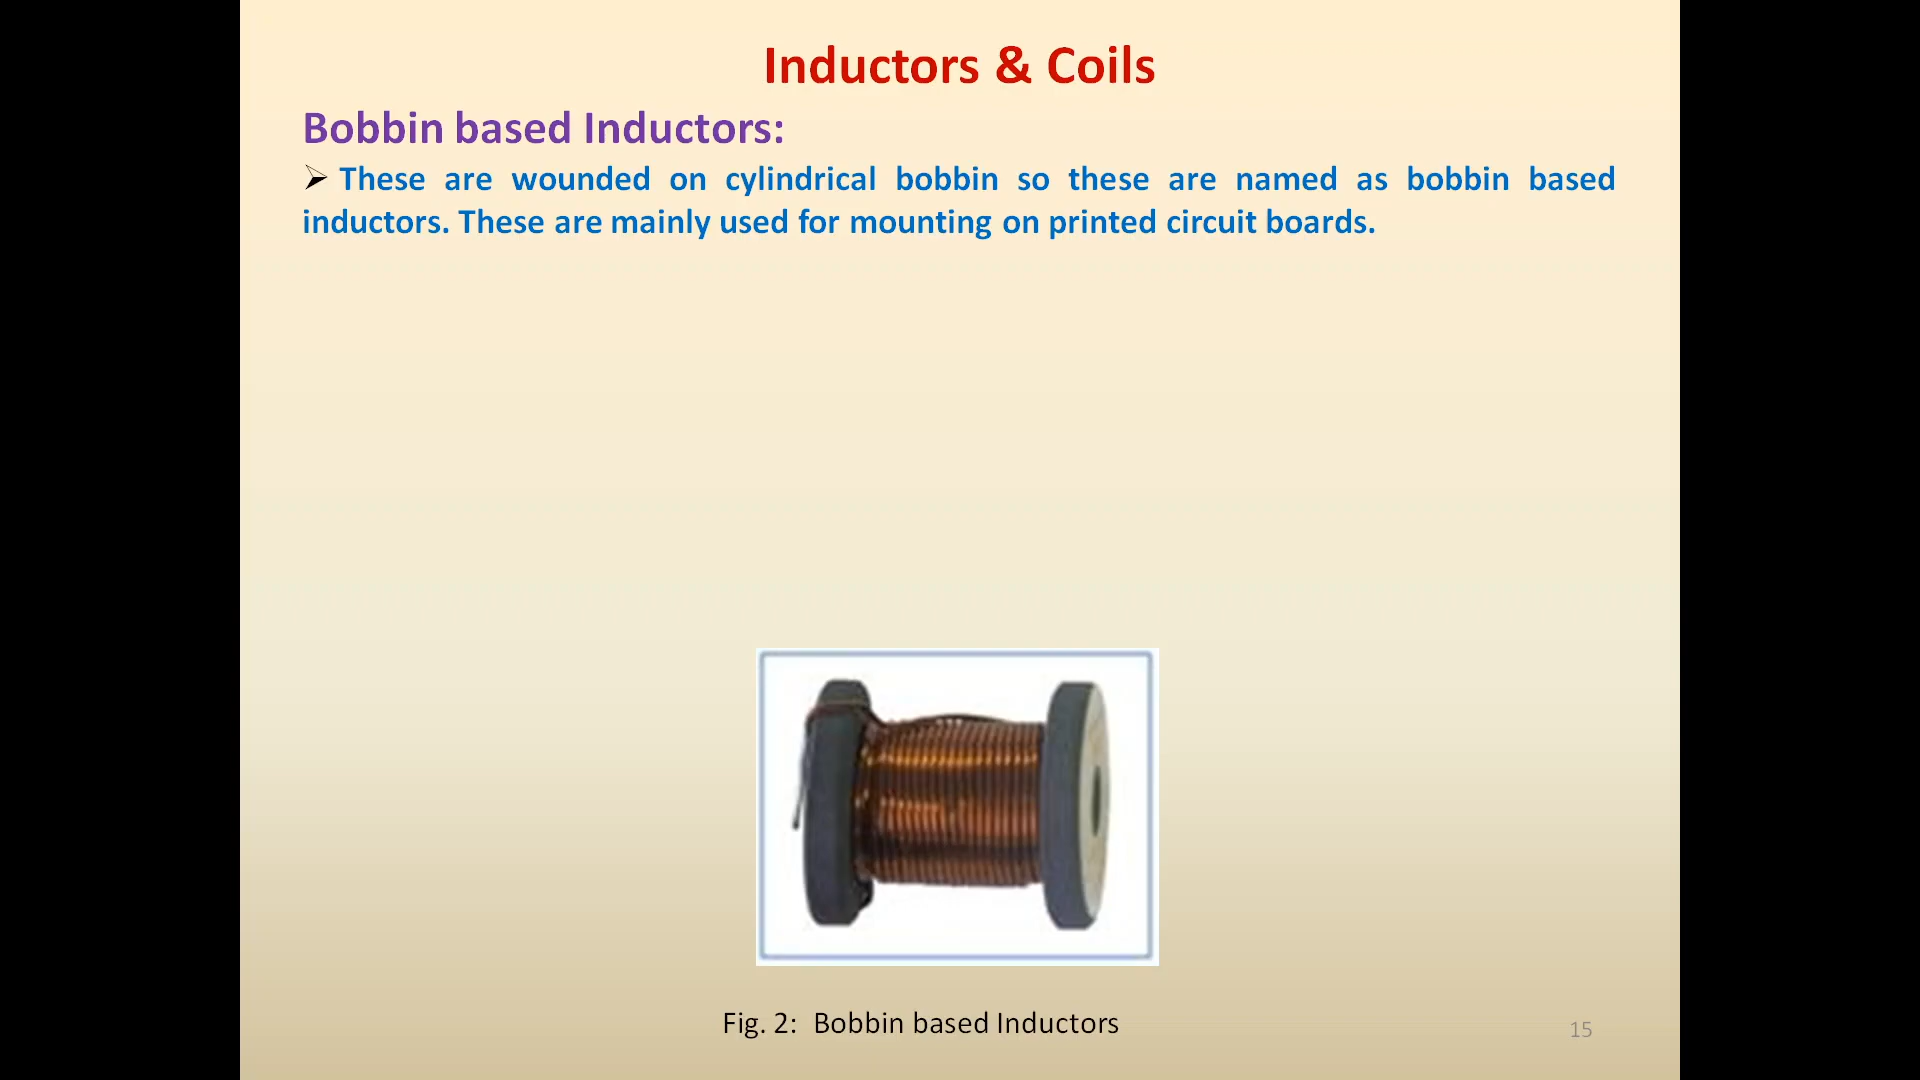 Inductors & Coils
Bobbin based Inductors:
➢ These are wounded on cylindrical bobbin so these are named as bobbin based
inductors. These are mainly used for mounting on printed circuit boards.
Fig. 2: Bobbin based Inductors
15